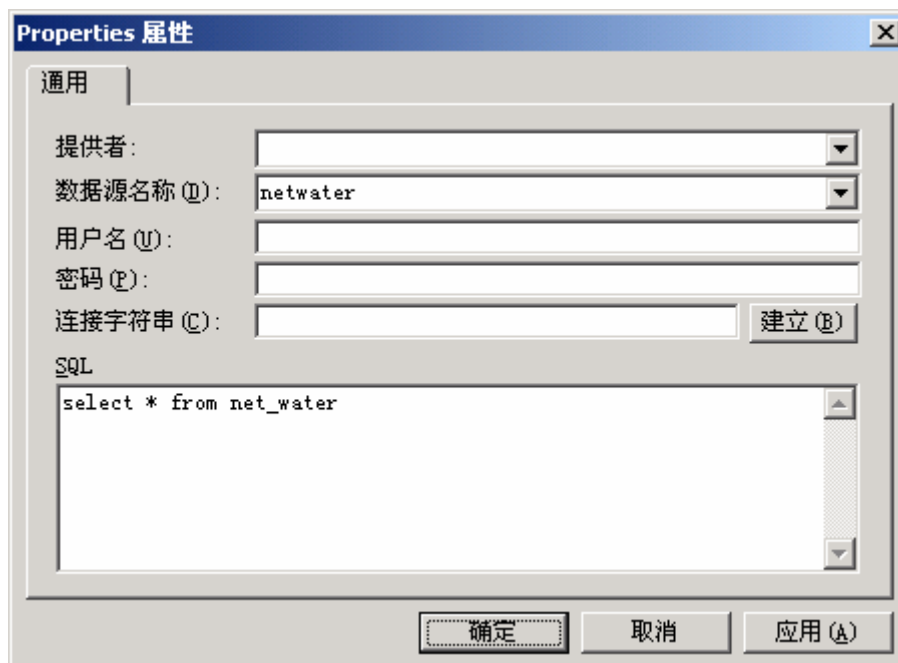 Properties 属性
通用
提供者:
数据源名称(D): netwater
用户名(U):
密码(P):
连接字符串(C): 建立(B)
SQL
select * from net_water
确定 取消 应用(A)